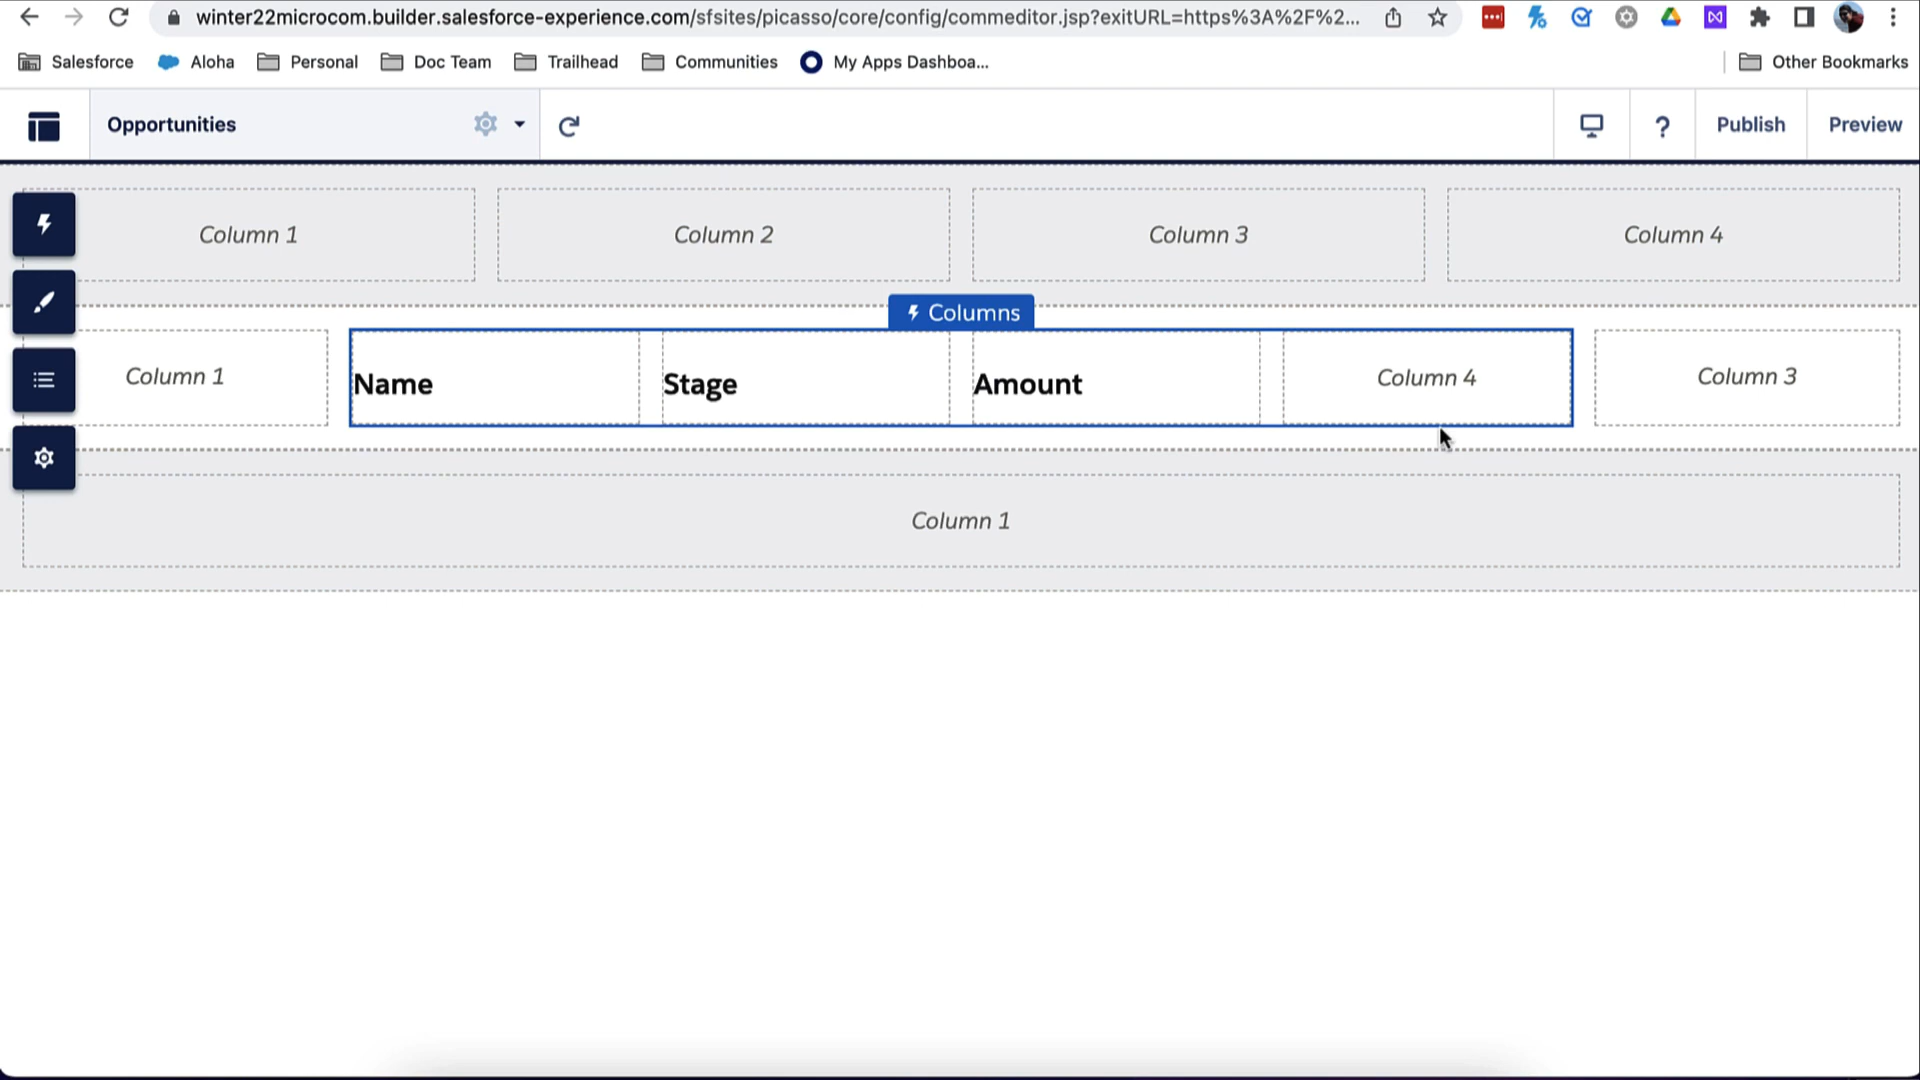 winter22microcom.builder.salesforce-experience.com/sfsites/picasso/core/config/commeditor.jsp?exitURL=https%3A%2F%2...
Salesforce Aloha Personal Doc Team Trailhead Communities My Apps Dashboa... Other Bookmarks
Opportunities ? Publish Preview
Column 1 Column 2 Column 3 Column 4
Columns
Column 1 Name Stage Amount Column 4 Column 3
Column 1